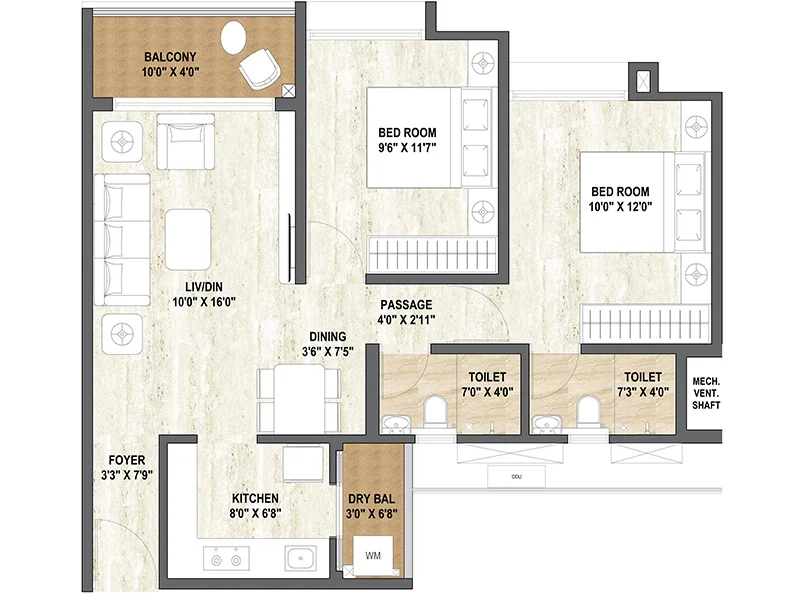 BALCONY
10'0" X 4'0"
BED ROOM
9'6" X 11'7"
BED ROOM
10'0" X 12'0"
LIV/DIN
10'0" X 16'0"
PASSAGE
4'0" X 2'11"
DINING
3'6" X 7'5"
TOILET
7'0" X 4'0"
TOILET
7'3" X 4'0"
MECH.
VENT.
SHAFT
FOYER
3'3" X 7'9"
KITCHEN
8'0" X 6'8"
DRY BAL
3'0" X 6'8"
ODU
WM